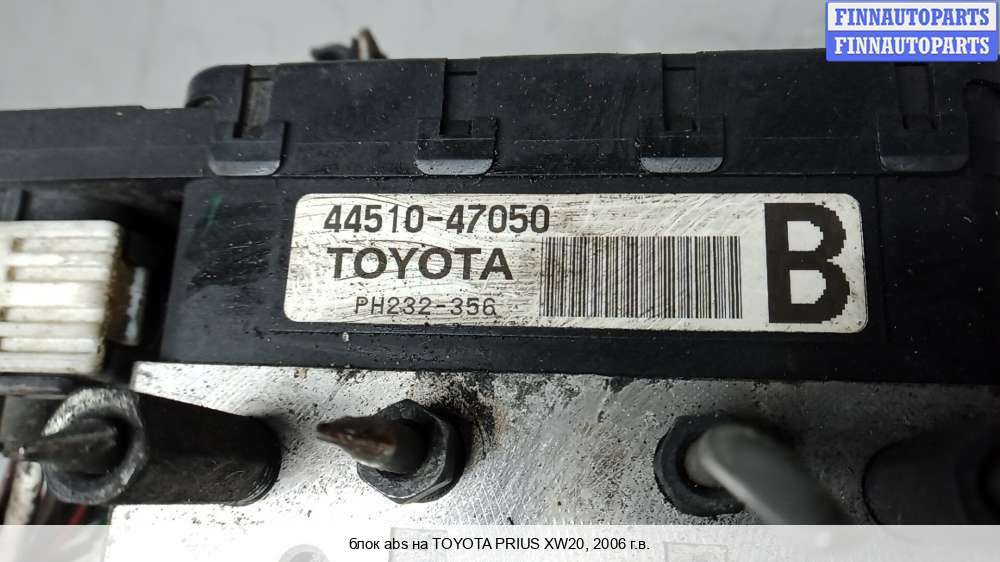 FINNAUTOPARTS
FINNAUTOPARTS
44510-47050
TOYOTA
PH232-356
B
блок abs на TOYOTA PRIUS XW20, 2006 г.в.